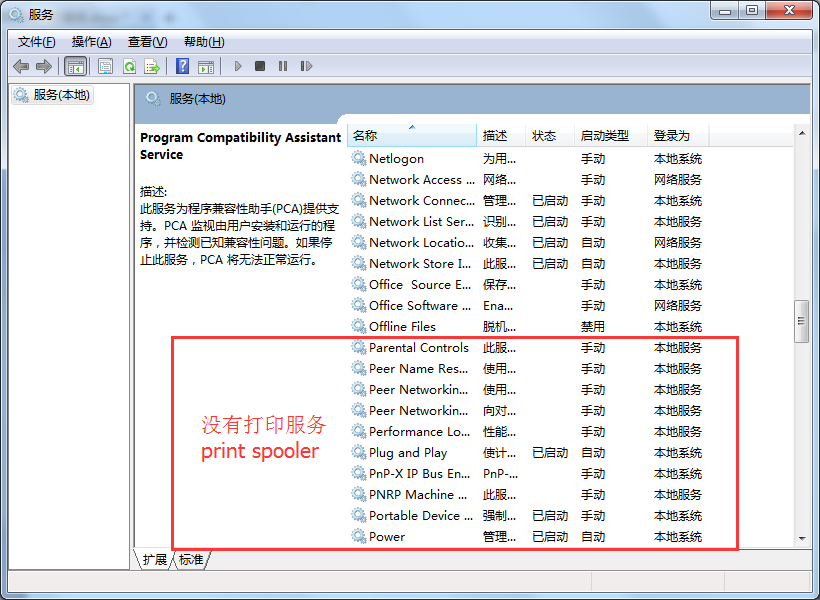 服务
文件(F) 操作(A) 查看(V) 帮助(H)
服务(本地)
服务(本地)
Program Compatibility Assistant
Service
描述:
此服务为程序兼容性助手(PCA)提供支
持。PCA 监视由用户安装和运行的程
序，并检测已知兼容性问题。如果停
止此服务，PCA 将无法正常运行。
名称 描述 状态 启动类型 登录为
Netlogon 为用... 手动 本地系统
Network Access ... 网络... 手动 网络服务
Network Connec... 管理... 已启动 手动 本地系统
Network List Ser... 识别... 已启动 手动 本地服务
Network Locatio... 收集... 已启动 自动 网络服务
Network Store I... 此服... 已启动 自动 本地服务
Office Source E... 保存... 手动 本地系统
Office Software ... Ena... 手动 网络服务
Offline Files 脱机... 禁用 本地系统
Parental Controls 此服... 手动 本地服务
Peer Name Res... 使用... 手动 本地服务
Peer Networkin... 使用... 手动 本地服务
Peer Networkin... 向对... 手动 本地服务
Performance Lo... 性能... 手动 本地服务
Plug and Play 使计... 已启动 自动 本地系统
PnP-X IP Bus En... PnP-... 手动 本地系统
PNRP Machine ... 此服... 手动 本地服务
Portable Device ... 强制... 已启动 手动 本地系统
Power 管理... 已启动 自动 本地系统
没有打印服务
print spooler
扩展 标准